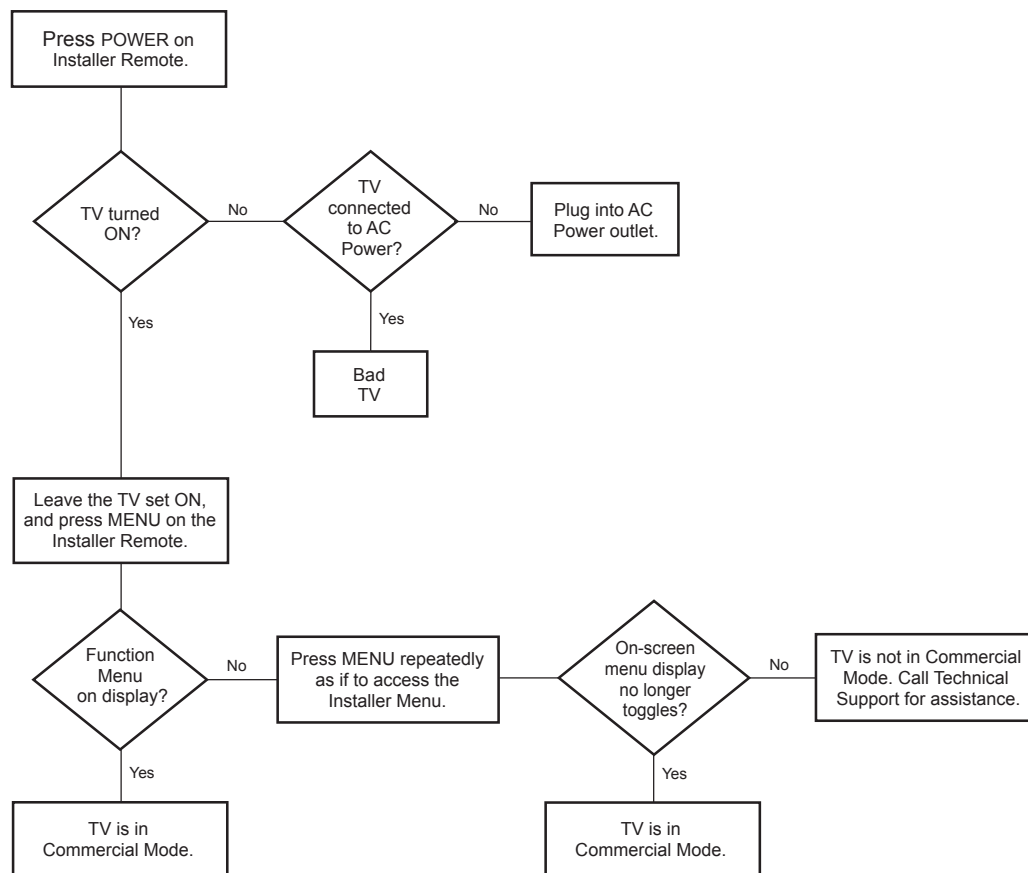 Press POWER on
Installer Remote.
TV turned
ON?
No
TV
connected
to AC
Power?
No
Plug into AC
Power outlet.
Yes
Yes
Bad
TV
Leave the TV set ON,
and press MENU on the
Installer Remote.
Function
Menu
on display?
No
Press MENU repeatedly
as if to access the
Installer Menu.
On-screen
menu display
no longer
toggles?
No
TV is not in Commercial
Mode. Call Technical
Support for assistance.
Yes
Yes
TV is in
Commercial Mode.
TV is in
Commercial Mode.